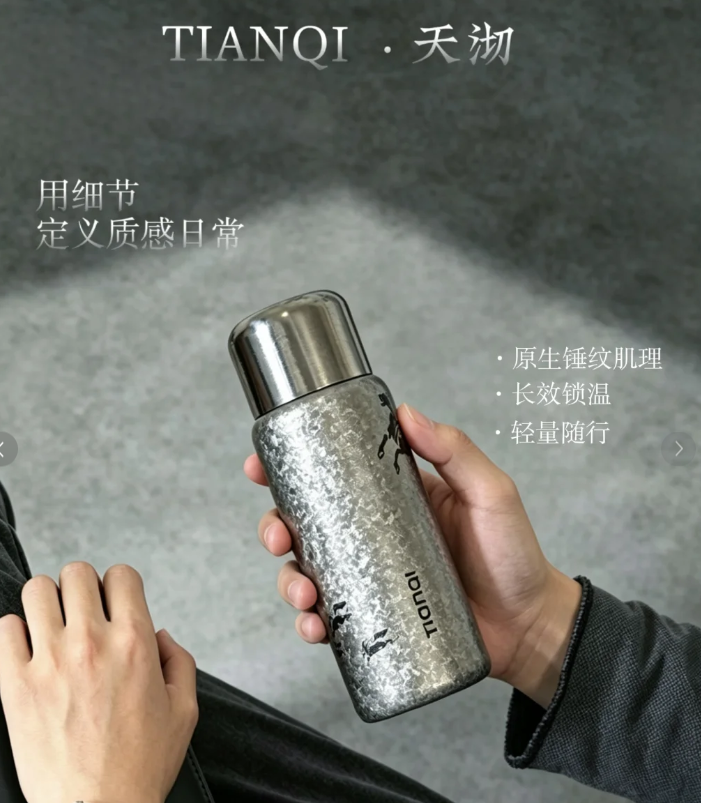 TIANQI · 天沏
用细节
定义质感日常
· 原生锤纹肌理
· 长效锁温
· 轻量随行
TIANQI